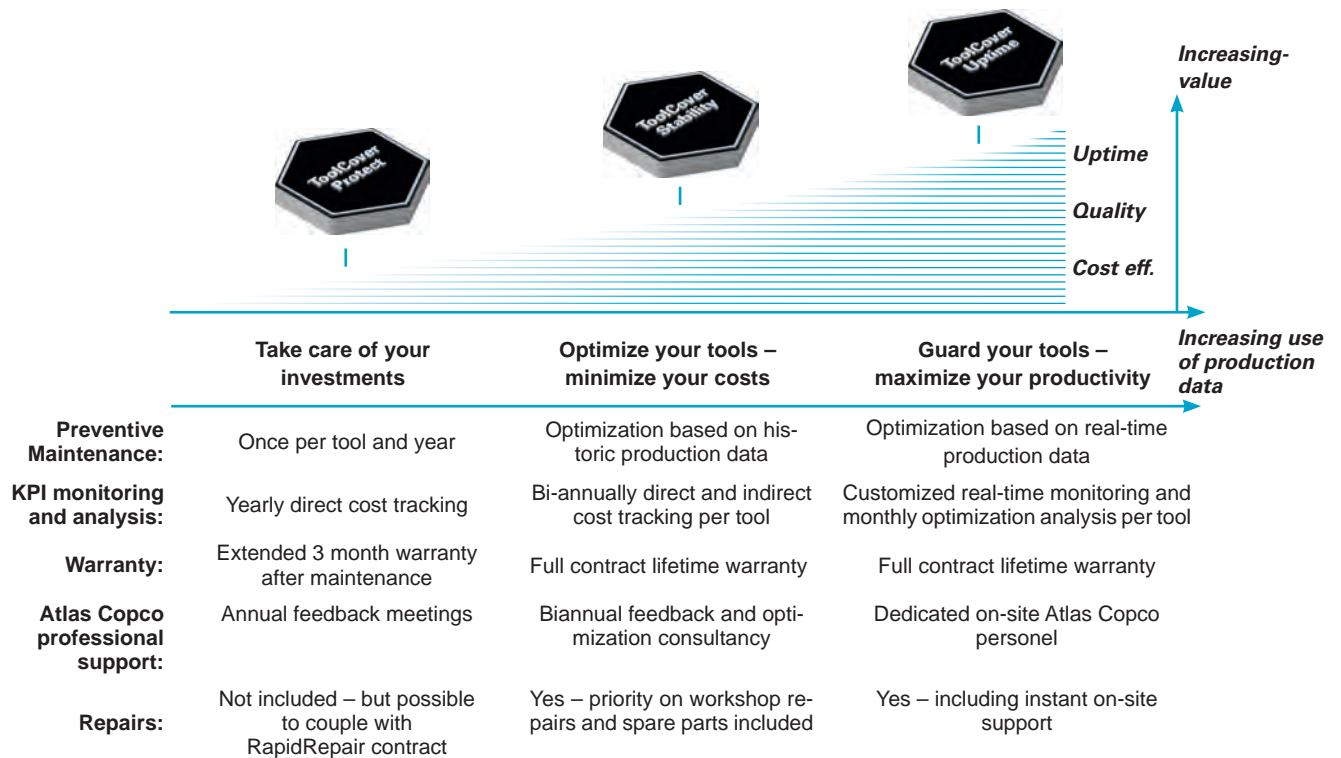 ToolCover
Uptime
Increasing-
value
ToolCover
Stability
ToolCover
Protect
Uptime
Quality
Cost eff.
Take care of your
investments
Optimize your tools –
minimize your costs
Guard your tools –
maximize your productivity
Increasing use
of production
data
Preventive
Maintenance:
Once per tool and year
Optimization based on his-
toric production data
Optimization based on real-time
production data
KPI monitoring
and analysis:
Yearly direct cost tracking
Bi-annually direct and indirect
cost tracking per tool
Customized real-time monitoring and
monthly optimization analysis per tool
Warranty:
Extended 3 month warranty
after maintenance
Full contract lifetime warranty
Full contract lifetime warranty
Atlas Copco
professional
support:
Annual feedback meetings
Biannual feedback and opti-
mization consultancy
Dedicated on-site Atlas Copco
personel
Repairs:
Not included – but possible
to couple with
RapidRepair contract
Yes – priority on workshop re-
pairs and spare parts included
Yes – including instant on-site
support